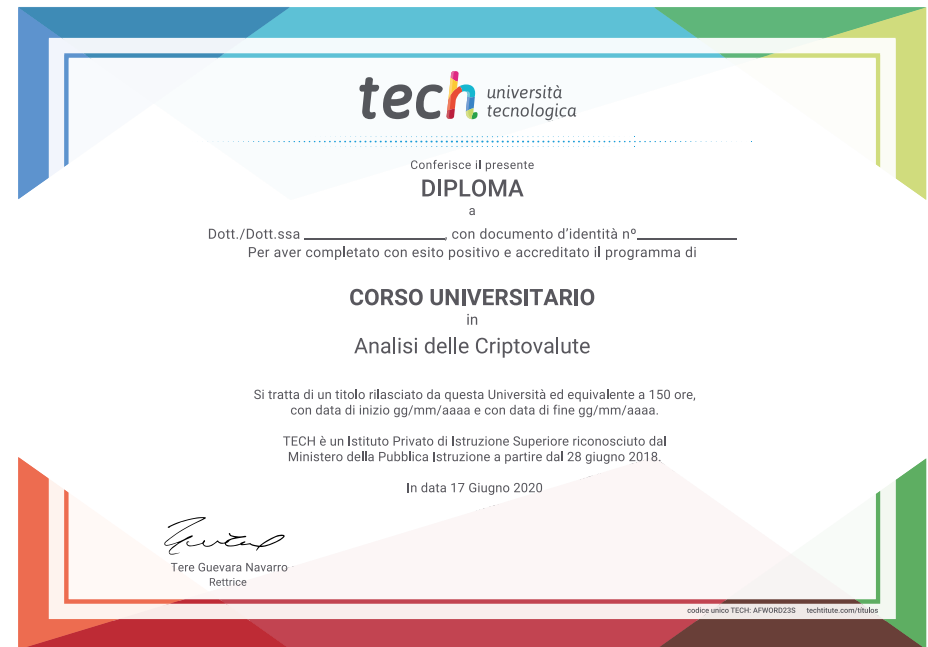 tech università
tecnologica
Conferisce il presente
DIPLOMA
a
Dott./Dott.ssa ____________________, con documento d'identità nº______________
Per aver completato con esito positivo e accreditato il programma di
CORSO UNIVERSITARIO
in
Analisi delle Criptovalute
Si tratta di un titolo rilasciato da questa Università ed equivalente a 150 ore,
con data di inizio gg/mm/aaaa e con data di fine gg/mm/aaaa.
TECH è un Istituto Privato di Istruzione Superiore riconosciuto dal
Ministero della Pubblica Istruzione a partire dal 28 giugno 2018.
In data 17 Giugno 2020
Tere Guevara Navarro
Rettrice
codice unico TECH: AFWORD23S techtitute.com/titulos